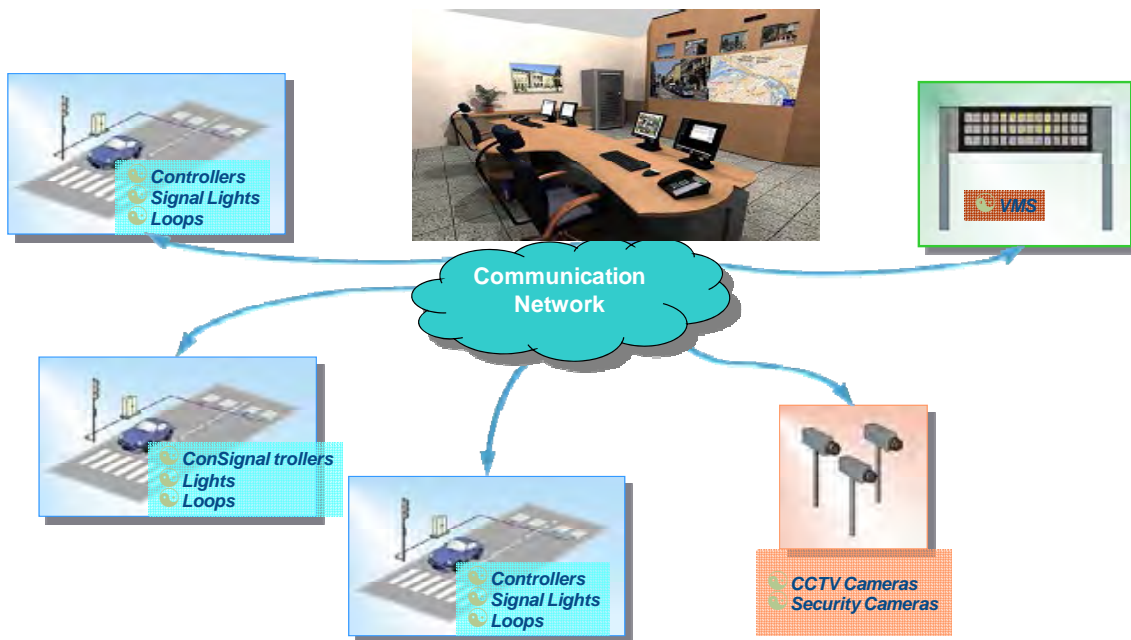 Controllers
Signal Lights
Loops
VMS
Communication
Network
ConSignal trollers
Lights
Loops
Controllers
Signal Lights
Loops
CCTV Cameras
Security Cameras